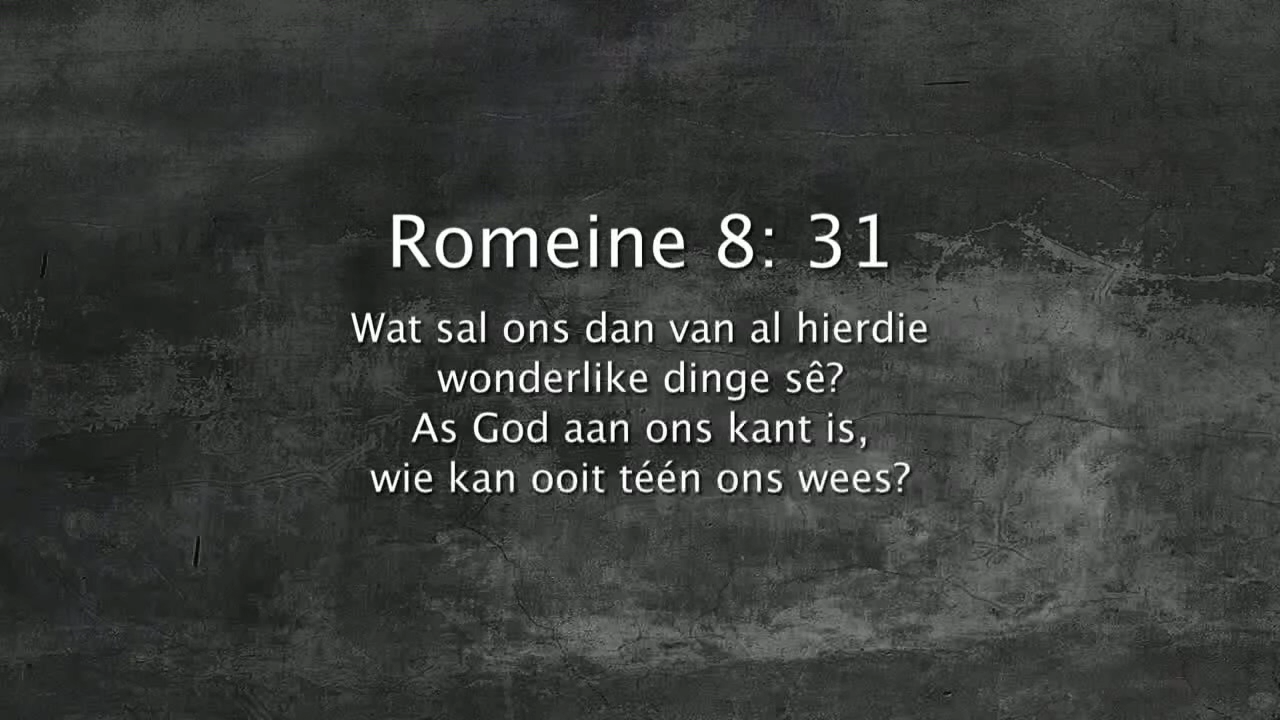 Romeine 8: 31
Wat sal ons dan van al hierdie
wonderlike dinge sê?
As God aan ons kant is,
wie kan ooit téén ons wees?